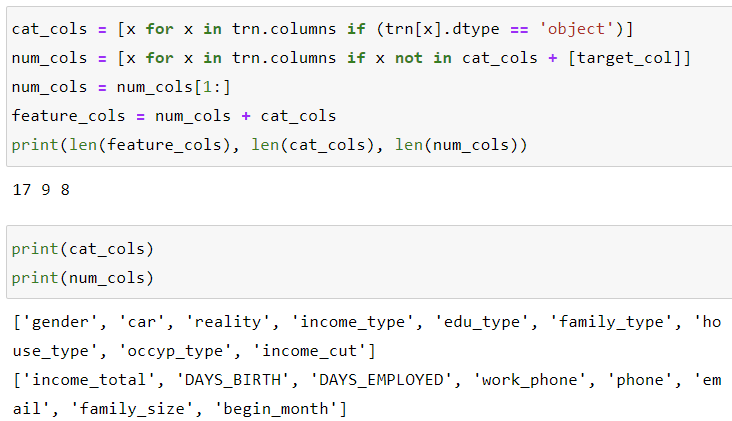 cat_cols = [x for x in trn.columns if (trn[x].dtype == 'object')]
num_cols = [x for x in trn.columns if x not in cat_cols + [target_col]]
num_cols = num_cols[1:]
feature_cols = num_cols + cat_cols
print(len(feature_cols), len(cat_cols), len(num_cols))
17 9 8
print(cat_cols)
print(num_cols)
['gender', 'car', 'reality', 'income_type', 'edu_type', 'family_type', 'ho
use_type', 'occyp_type', 'income_cut']
['income_total', 'DAYS_BIRTH', 'DAYS_EMPLOYED', 'work_phone', 'phone', 'em
ail', 'family_size', 'begin_month']